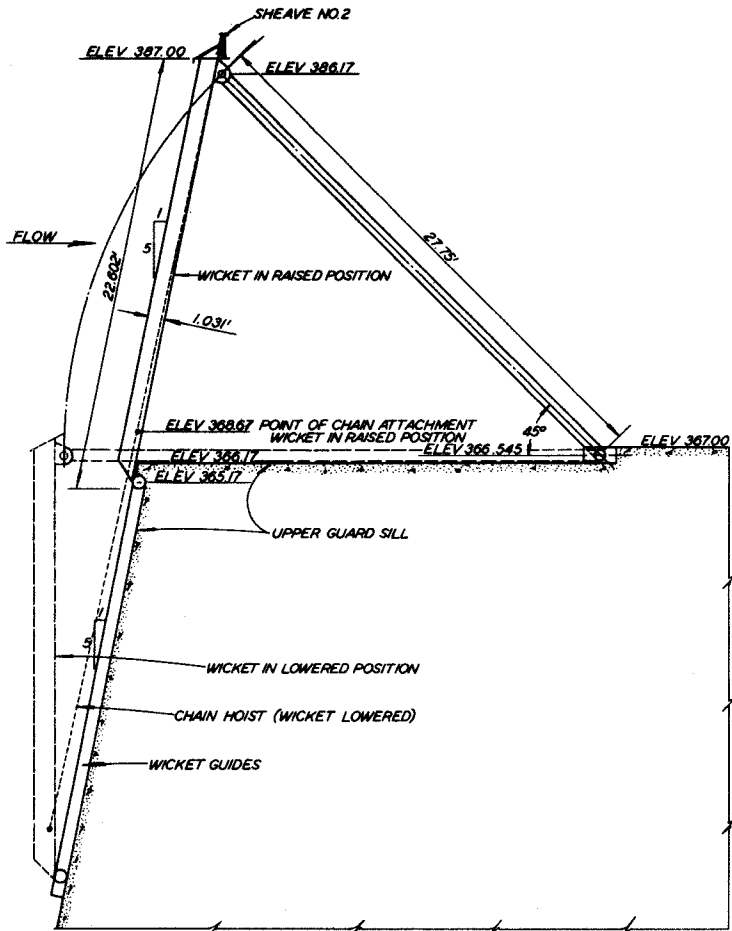 SHEAVE NO.2
ELEV 387.00
ELEV 386.17
27.75'
FLOW
1
5
22.602'
WICKET IN RAISED POSITION
1.031'
ELEV 368.67 POINT OF CHAIN ATTACHMENT
WICKET IN RAISED POSITION
45°
ELEV 367.00
ELEV 366.17
ELEV 366.545
ELEV 365.17
UPPER GUARD SILL
1
5
WICKET IN LOWERED POSITION
CHAIN HOIST (WICKET LOWERED)
WICKET GUIDES